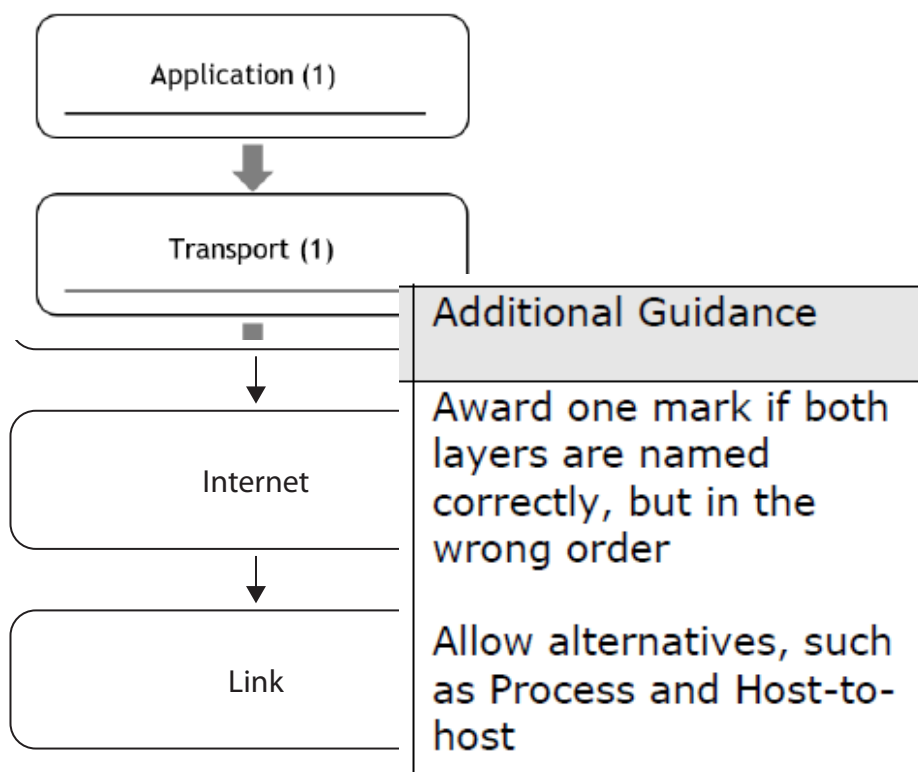 Application (1)
Transport (1)
Internet
Link
Additional Guidance
Award one mark if both
layers are named
correctly, but in the
wrong order
Allow alternatives, such
as Process and Host-to-
host